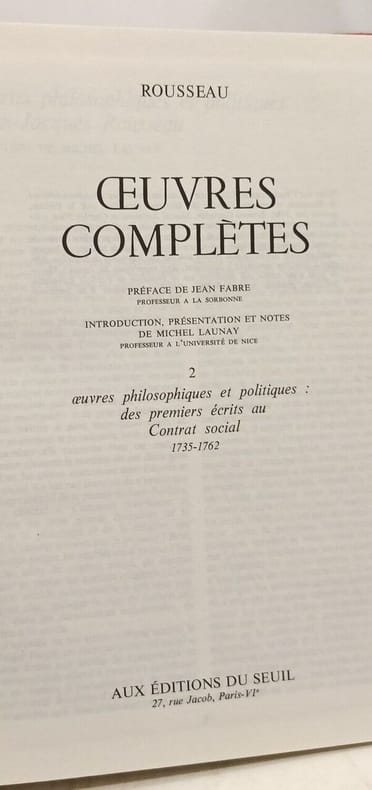 ROUSSEAU
ŒUVRES
COMPLÈTES
PRÉFACE DE JEAN FABRE
PROFESSEUR A LA SORBONNE
INTRODUCTION, PRÉSENTATION ET NOTES
DE MICHEL LAUNAY
PROFESSEUR A L'UNIVERSITÉ DE NICE
2
œuvres philosophiques et politiques :
des premiers écrits au
Contrat social
1735-1762
AUX ÉDITIONS DU SEUIL
27, rue Jacob, Paris-VIᵉ